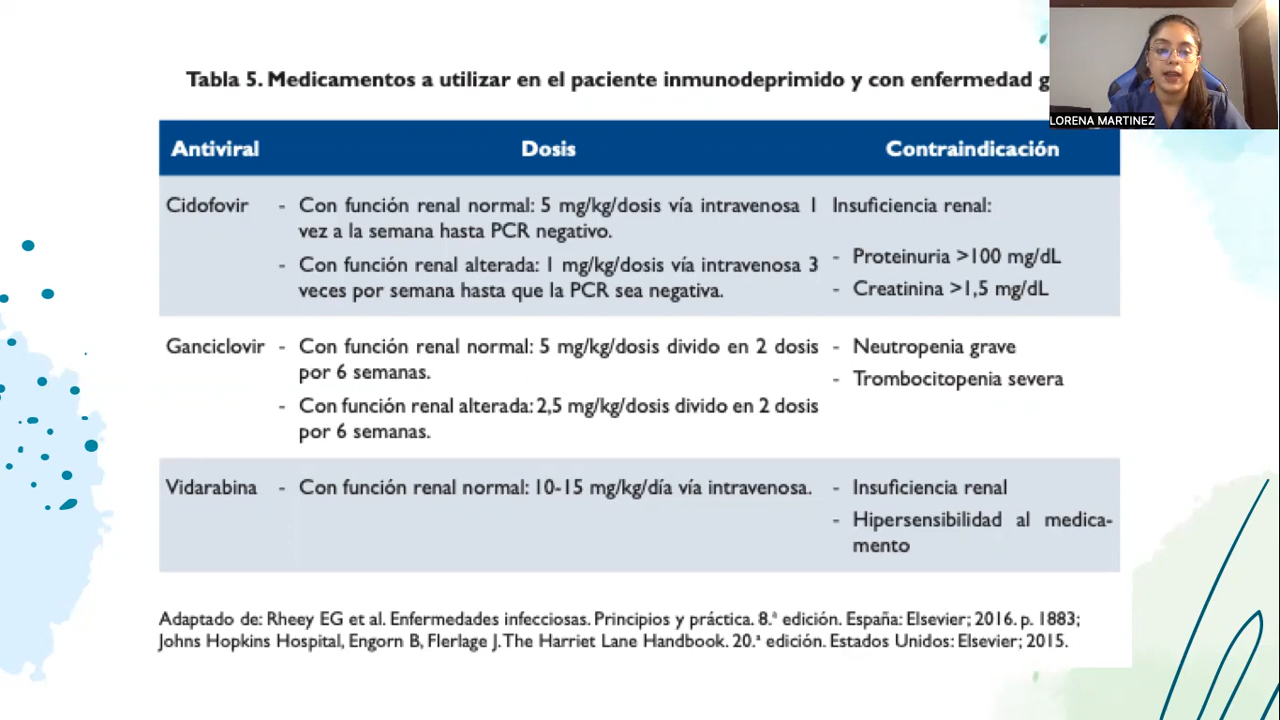 Tabla 5. Medicamentos a utilizar en el paciente inmunodeprimido y con enfermedad g
LORENA MARTINEZ
Antiviral Dosis Contraindicación
Cidofovir - Con función renal normal: 5 mg/kg/dosis vía intravenosa 1
vez a la semana hasta PCR negativo.
- Con función renal alterada: 1 mg/kg/dosis vía intravenosa 3
veces por semana hasta que la PCR sea negativa.
Insuficiencia renal:
- Proteinuria >100 mg/dL
- Creatinina >1,5 mg/dL
Ganciclovir - Con función renal normal: 5 mg/kg/dosis divido en 2 dosis
por 6 semanas.
- Con función renal alterada: 2,5 mg/kg/dosis divido en 2 dosis
por 6 semanas.
- Neutropenia grave
- Trombocitopenia severa
Vidarabina - Con función renal normal: 10-15 mg/kg/día vía intravenosa.
- Insuficiencia renal
- Hipersensibilidad al medica-
mento
Adaptado de: Rheey EG et al. Enfermedades infecciosas. Principios y práctica. 8.ª edición. España: Elsevier; 2016. p. 1883;
Johns Hopkins Hospital, Engorn B, Flerlage J. The Harriet Lane Handbook. 20.ª edición. Estados Unidos: Elsevier; 2015.